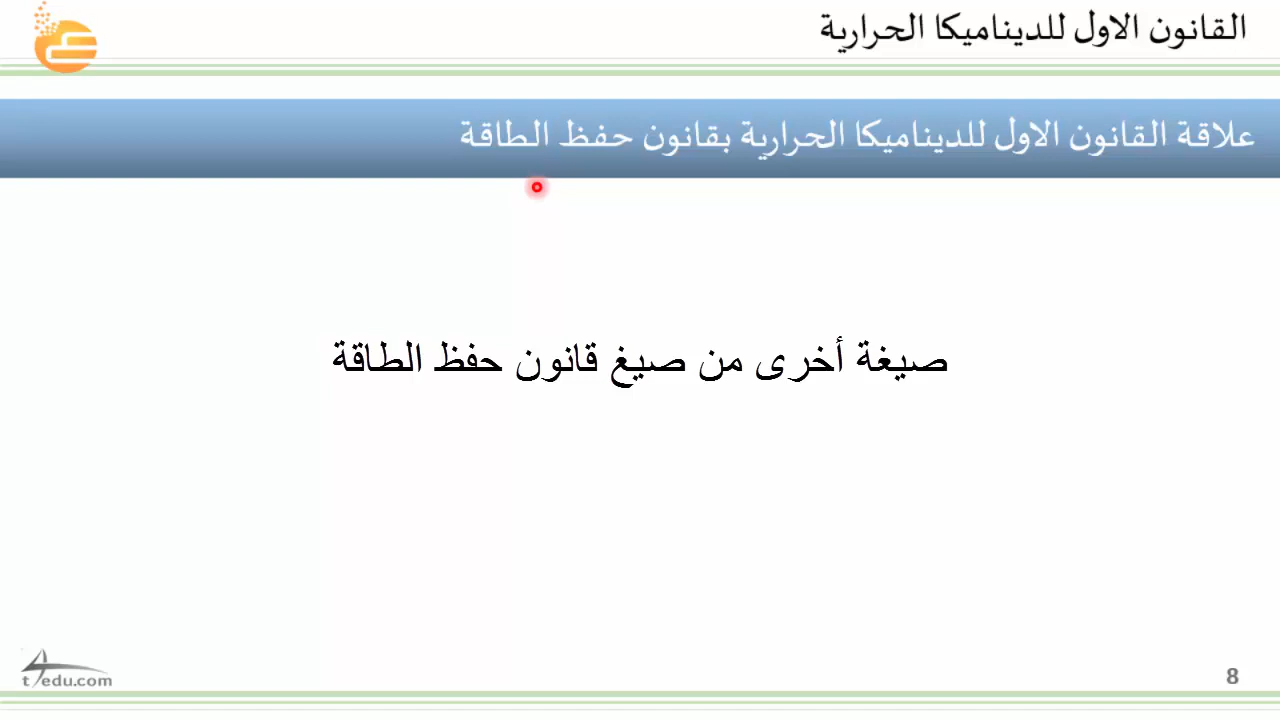 القانون الاول للديناميكا الحرارية
علاقة القانون الاول للديناميكا الحرارية بقانون حفظ الطاقة
صيغة أخرى من صيغ قانون حفظ الطاقة
t4edu.com
8